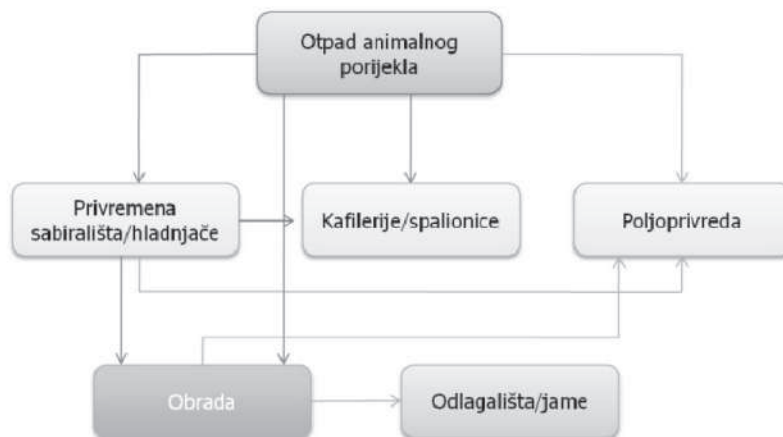 Otpad animalnog
porijekla
Privremena
sabirališta/hladnjače
Kafilerije/spalionice
Poljoprivreda
Obrada
Odlagališta/jame